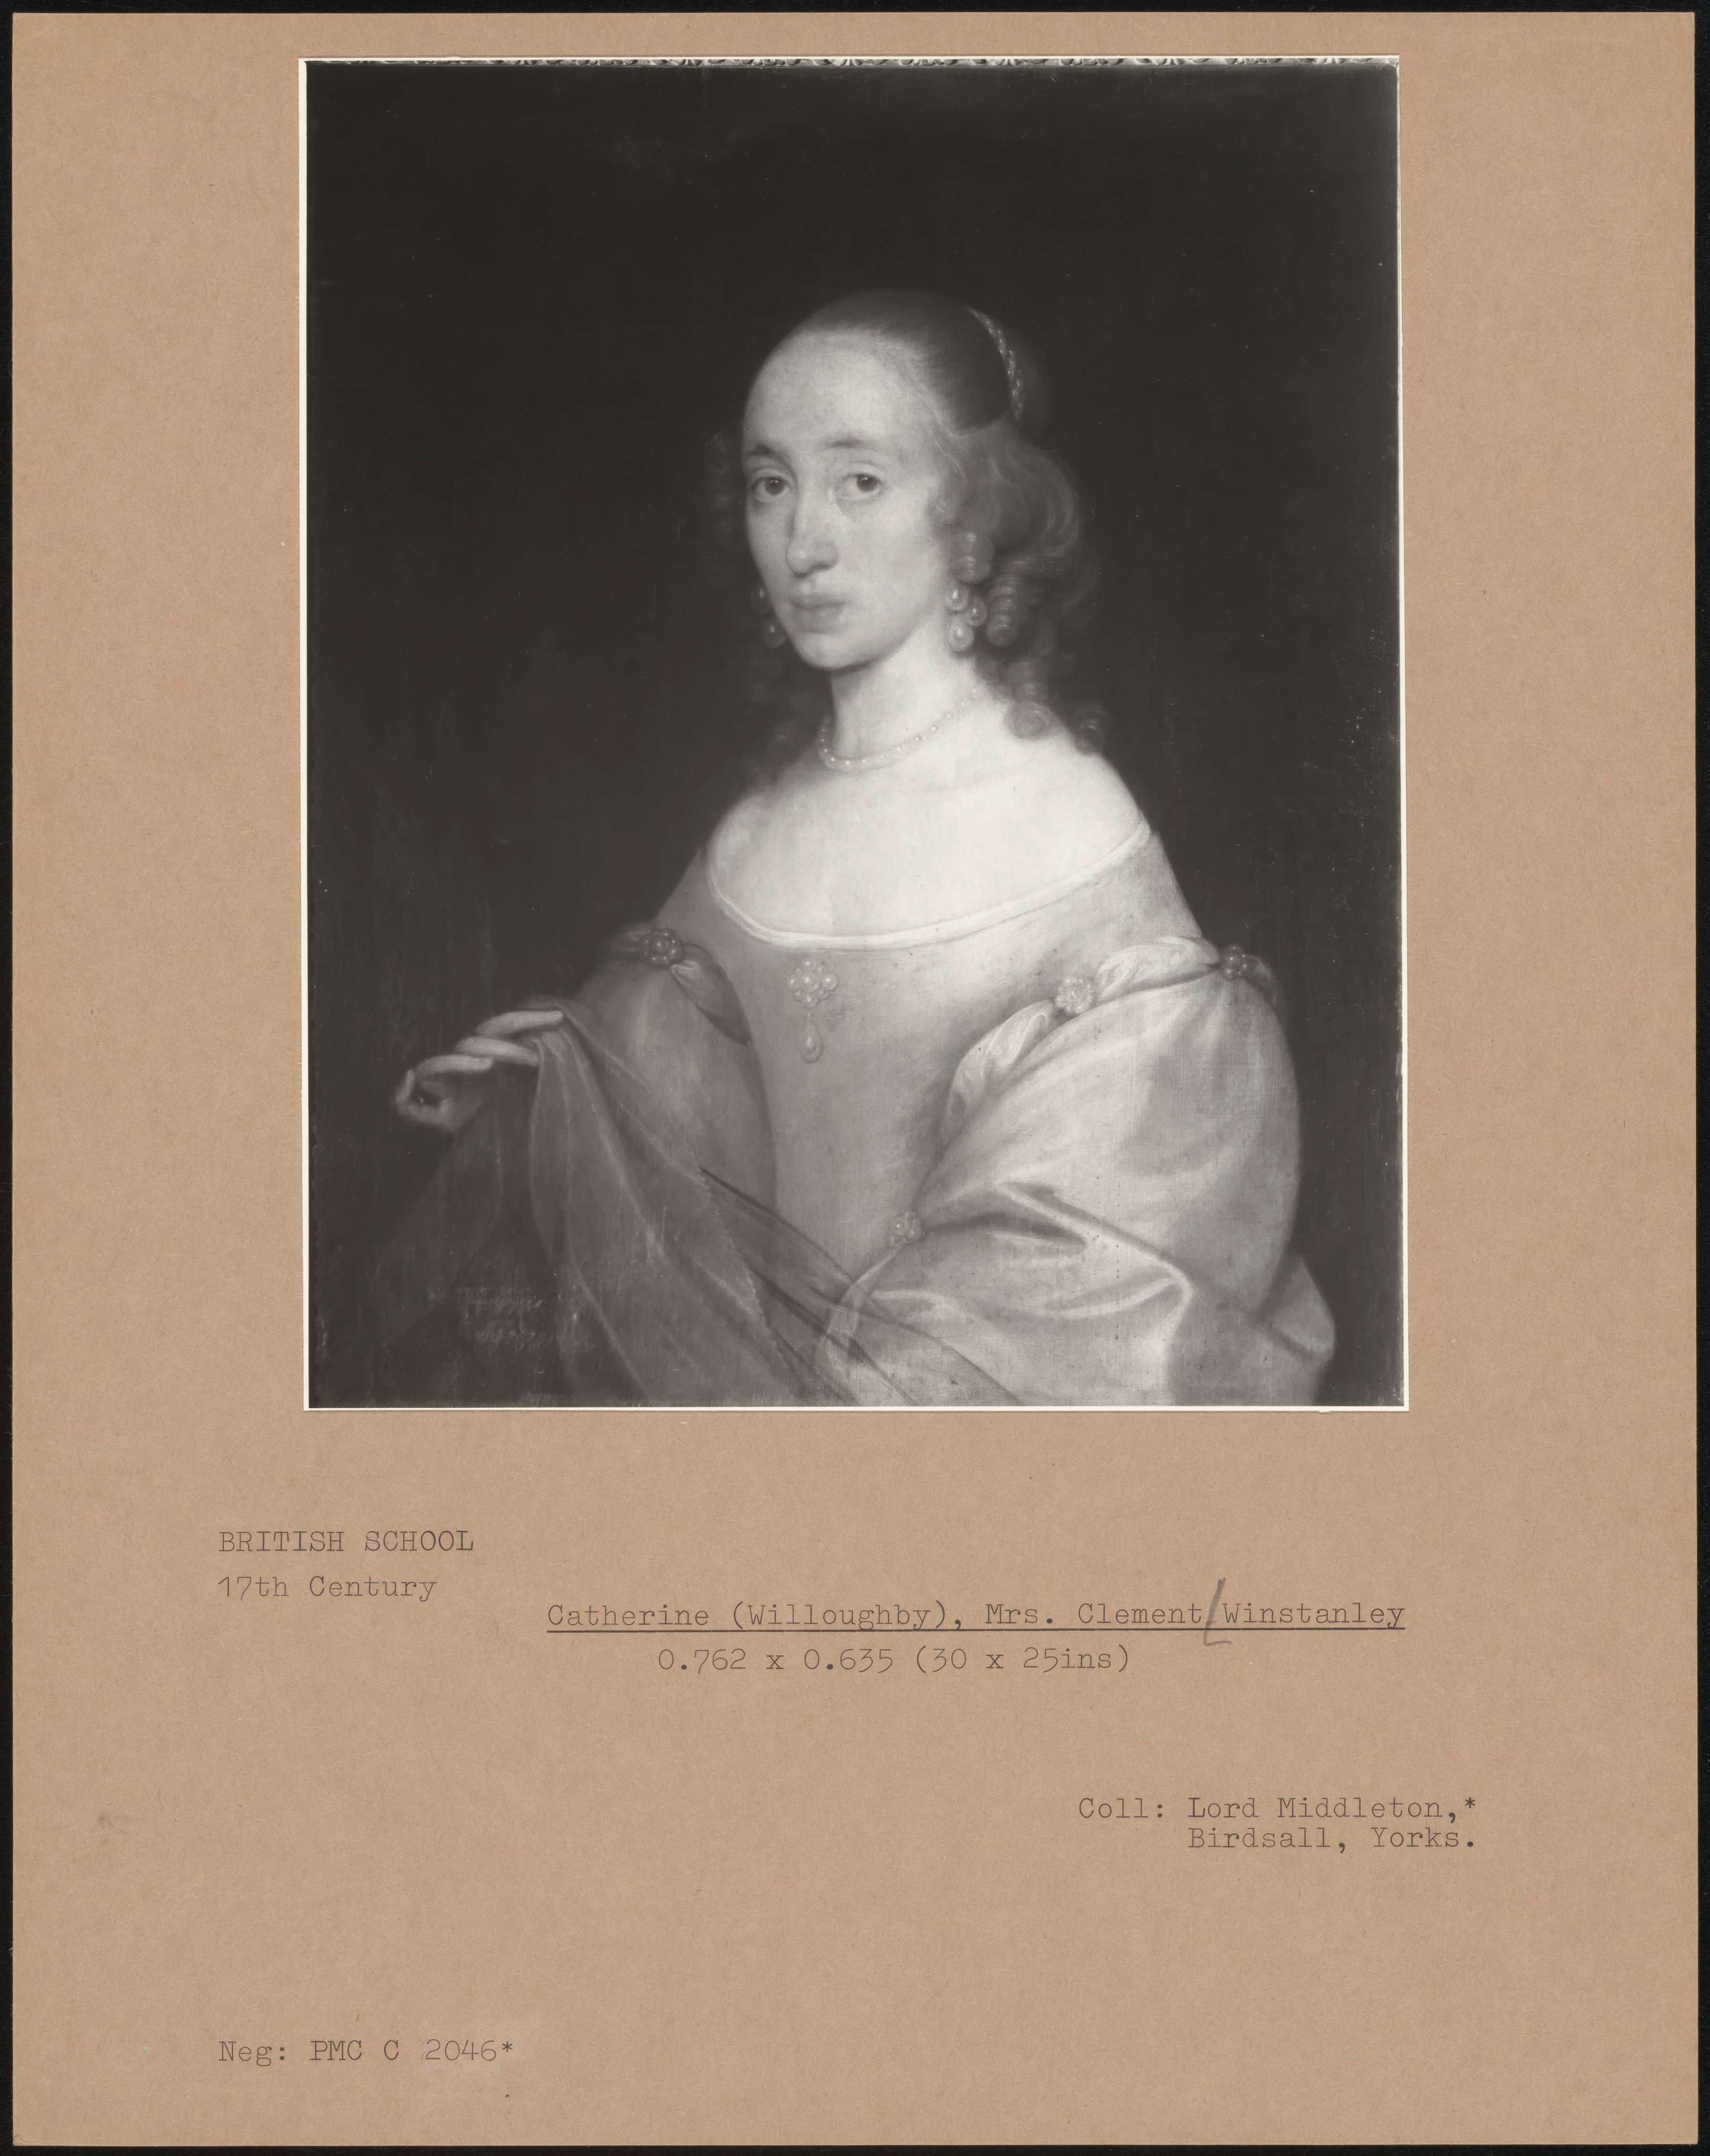 BRITISH SCHOOL
17th Century
Catherine (Willoughby), Mrs. Clement Winstanley
0.762 x 0.635 (30 x 25ins)
Coll: Lord Middleton,*
Birdsall, Yorks.
Neg: PMC C 2046*